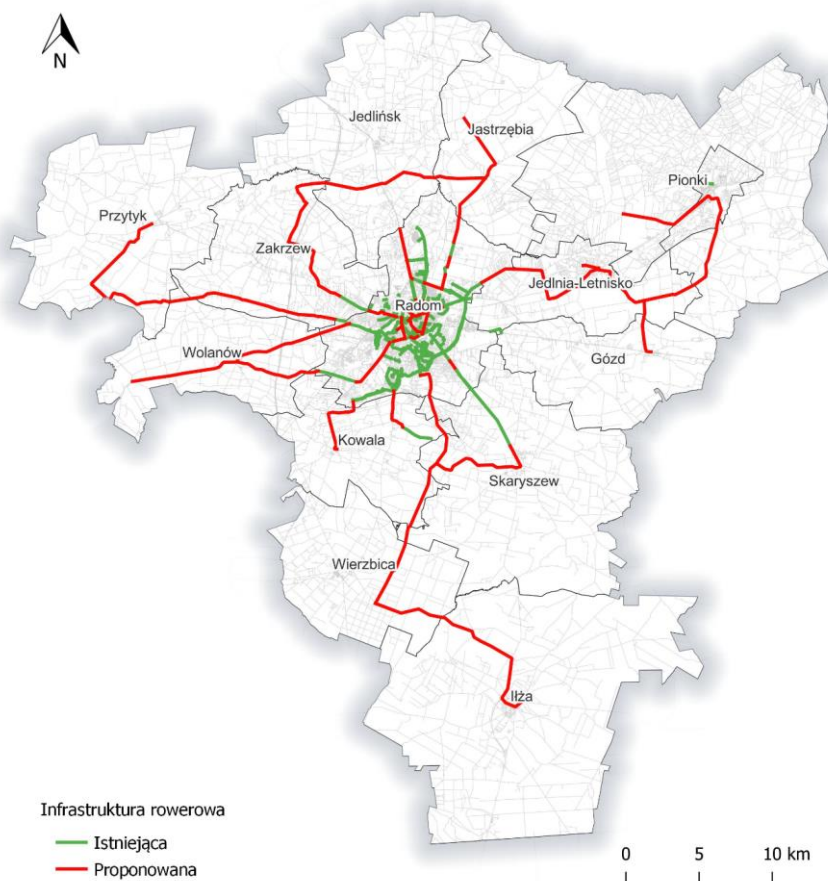 N
Jedlińsk
Jastrzębia
Pionki
Przytyk
Zakrzew
Jedlnia-Letnisko
Radom
Wolanów
Gózd
Kowala
Skaryszew
Wierzbica
Iłża
Infrastruktura rowerowa
Istniejąca
Proponowana
0 5 10 km